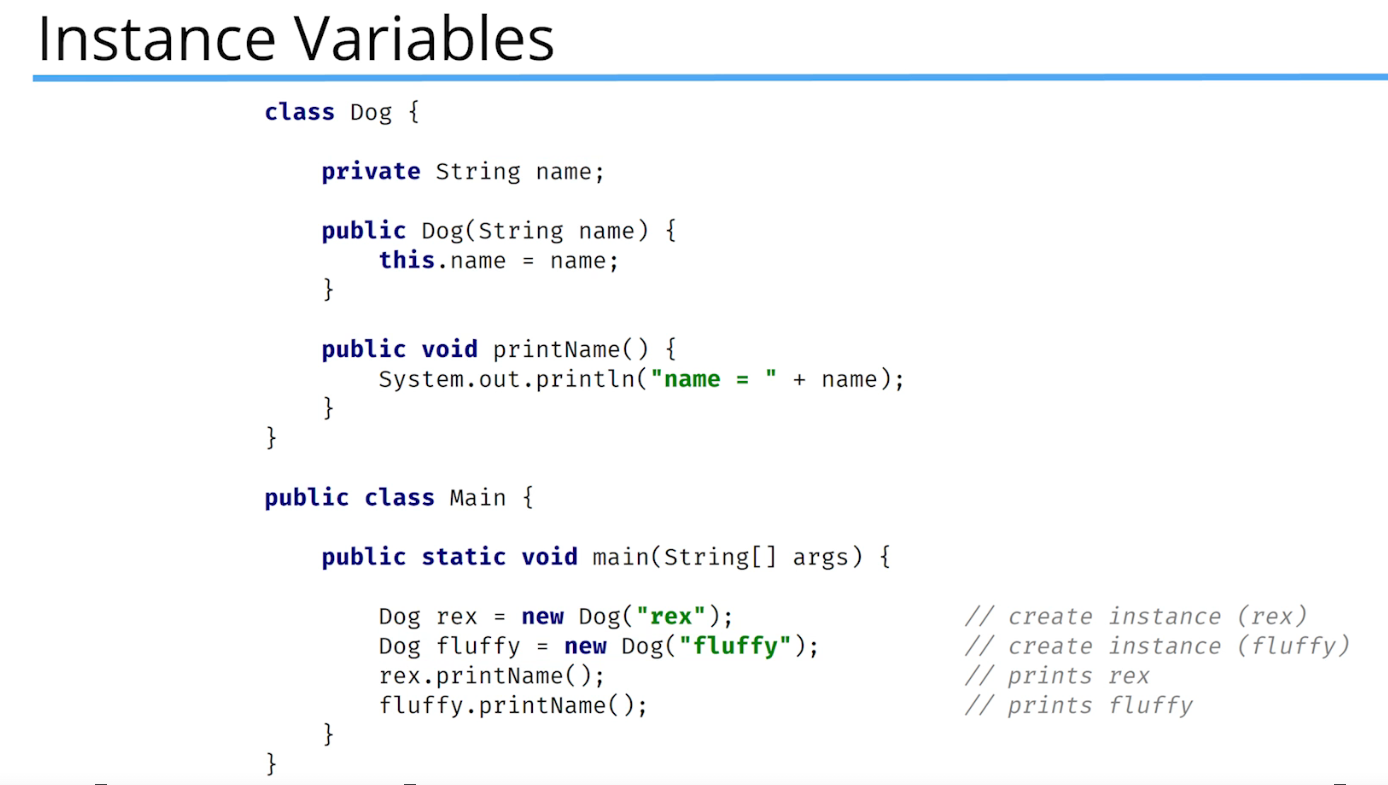 Instance Variables
class Dog {
private String name;
public Dog(String name) {
this.name = name;
}
public void printName() {
System.out.println("name = " + name);
}
}
public class Main {
public static void main(String[] args) {
Dog rex = new Dog("rex"); // create instance (rex)
Dog fluffy = new Dog("fluffy"); // create instance (fluffy)
rex.printName(); // prints rex
fluffy.printName(); // prints fluffy
}
}